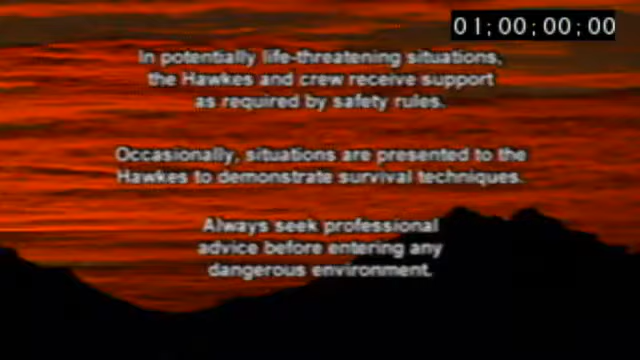 01:00:00:00
In potentially life-threatening situations,
the Hawkes and crew receive support
as required by safety rules.
Occasionally, situations are presented to the
Hawkes to demonstrate survival techniques.
Always seek professional
advice before entering any
dangerous environment.